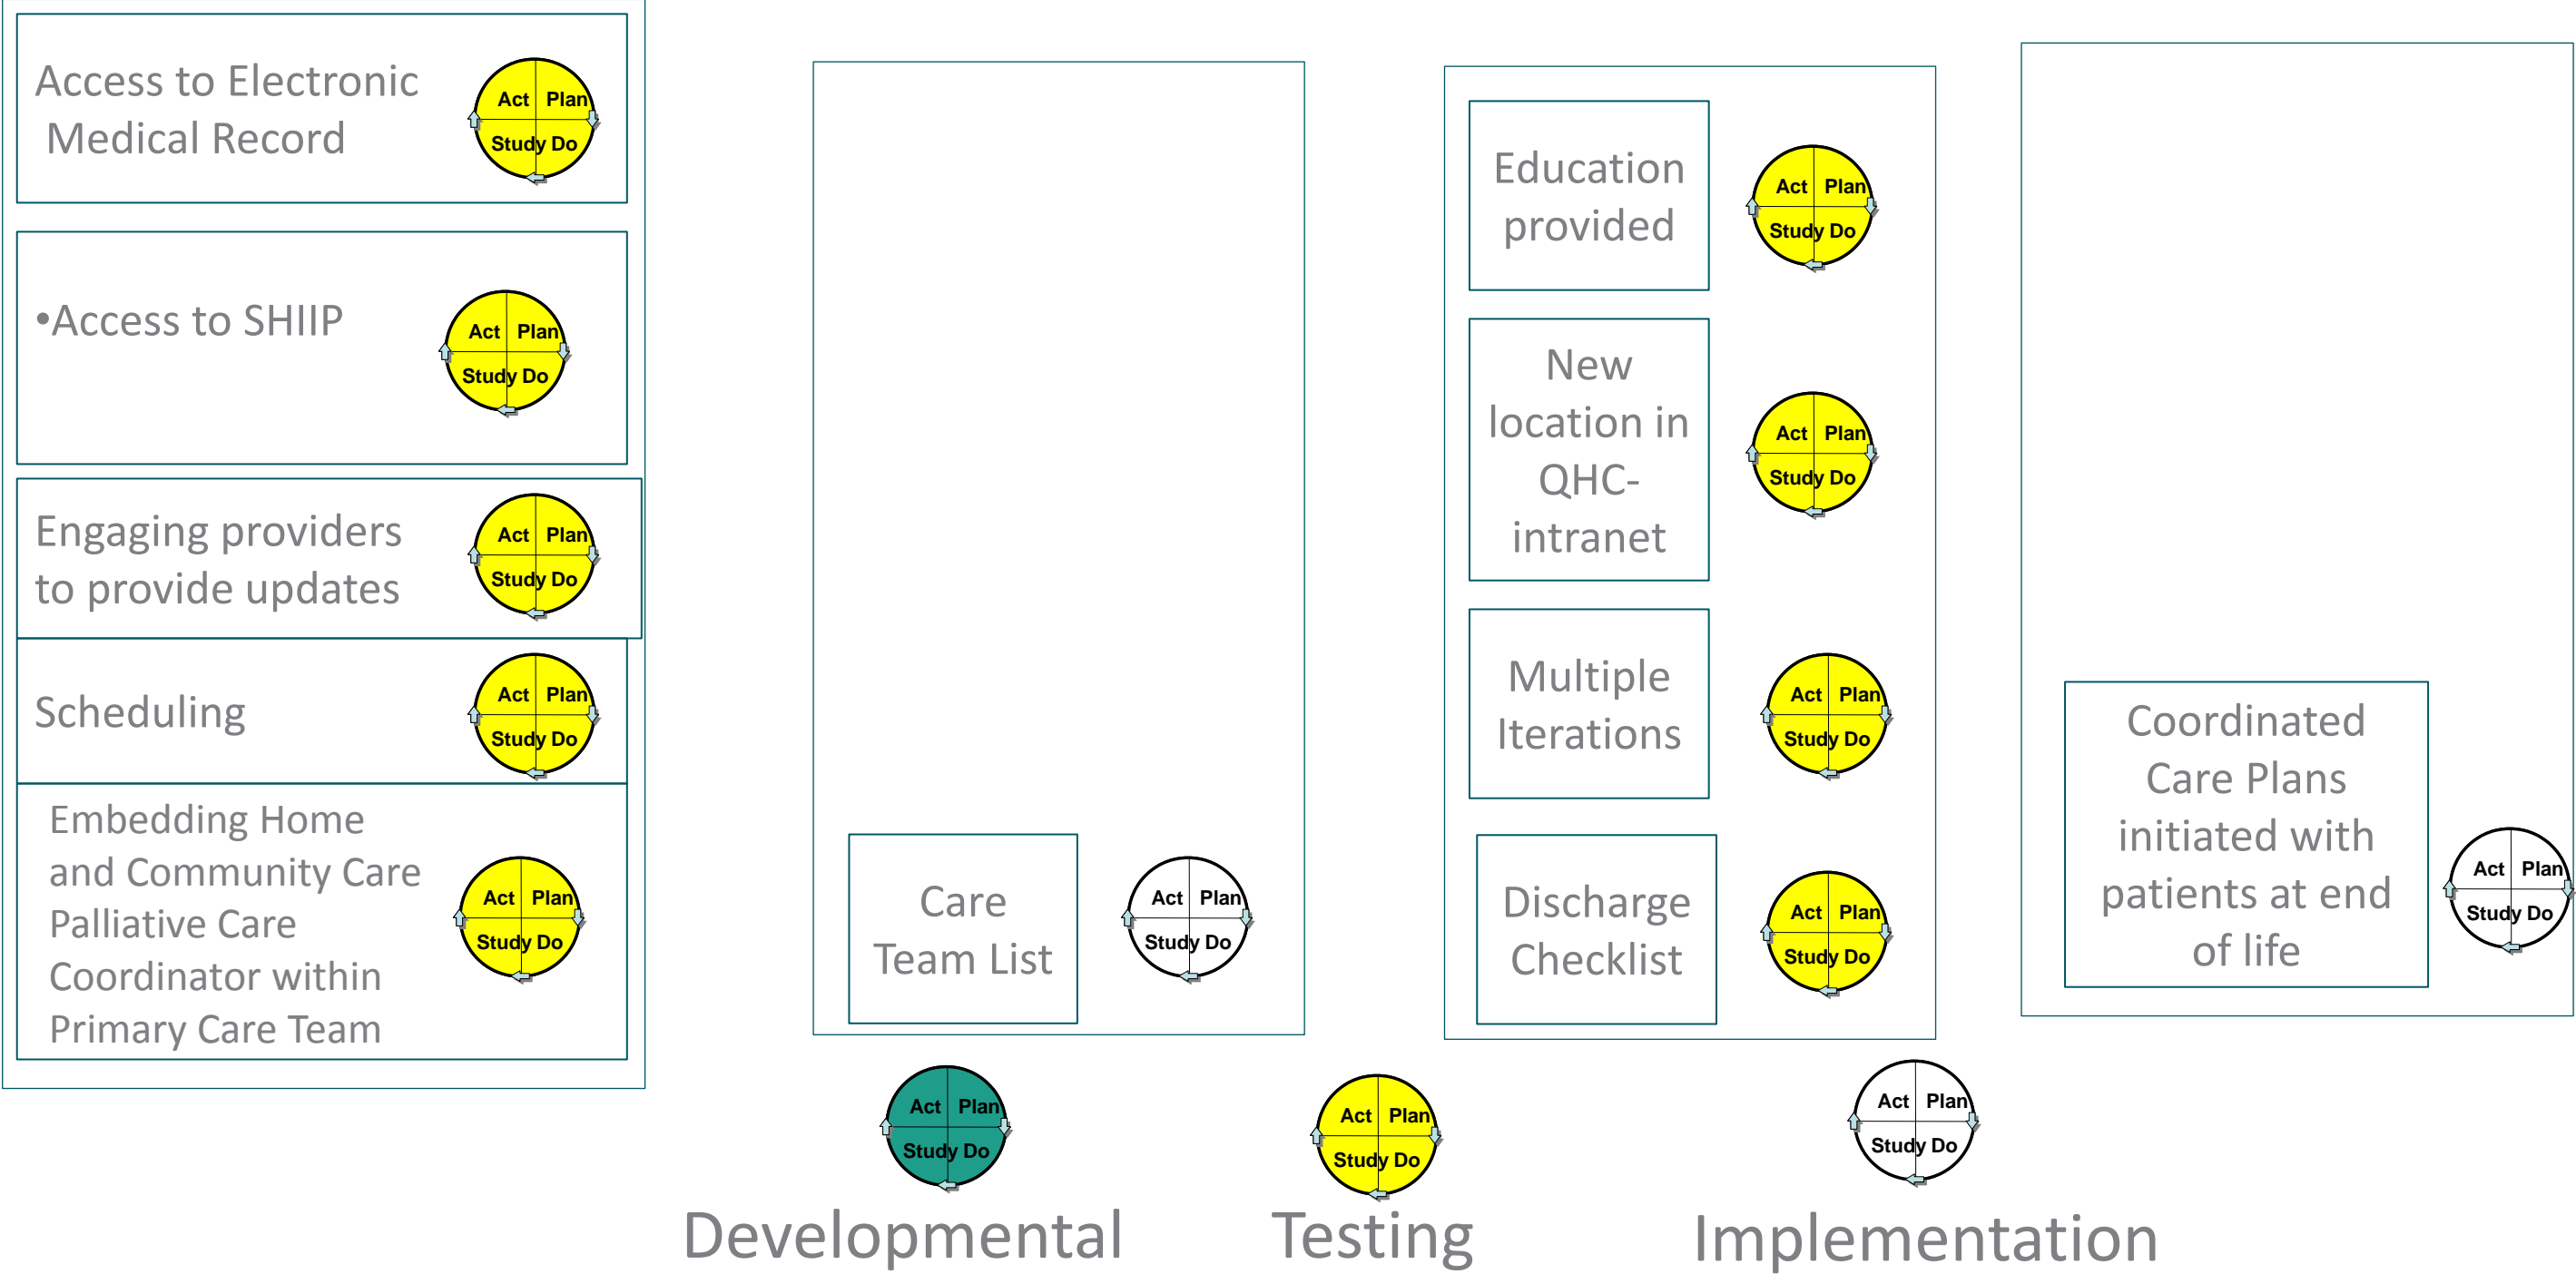 Access to Electronic
Medical Record
Act Plan
Study Do
•Access to SHIIP
Act Plan
Study Do
Engaging providers
to provide updates
Act Plan
Study Do
Scheduling
Act Plan
Study Do
Embedding Home
and Community Care
Palliative Care
Coordinator within
Primary Care Team
Act Plan
Study Do
Care
Team List
Act Plan
Study Do
Education
provided
Act Plan
Study Do
New
location in
QHC-
intranet
Act Plan
Study Do
Multiple
Iterations
Act Plan
Study Do
Discharge
Checklist
Act Plan
Study Do
Coordinated
Care Plans
initiated with
patients at end
of life
Act Plan
Study Do
Act Plan
Study Do
Developmental
Act Plan
Study Do
Testing
Act Plan
Study Do
Implementation